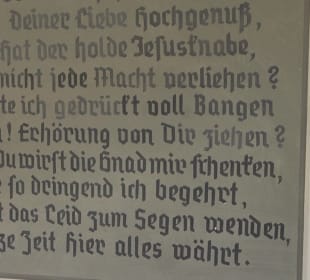 Deiner Liebe Hochgenuß,
hat der holde Jesusknabe,
nicht jede Macht verliehen?
te ich gedrückt voll Bangen
! Erhörung von Dir ziehen?
Du wirst die Gnad mir schenken,
so dringend ich begehrt,
das Leid zum Segen wenden,
ze Zeit hier alles währt.